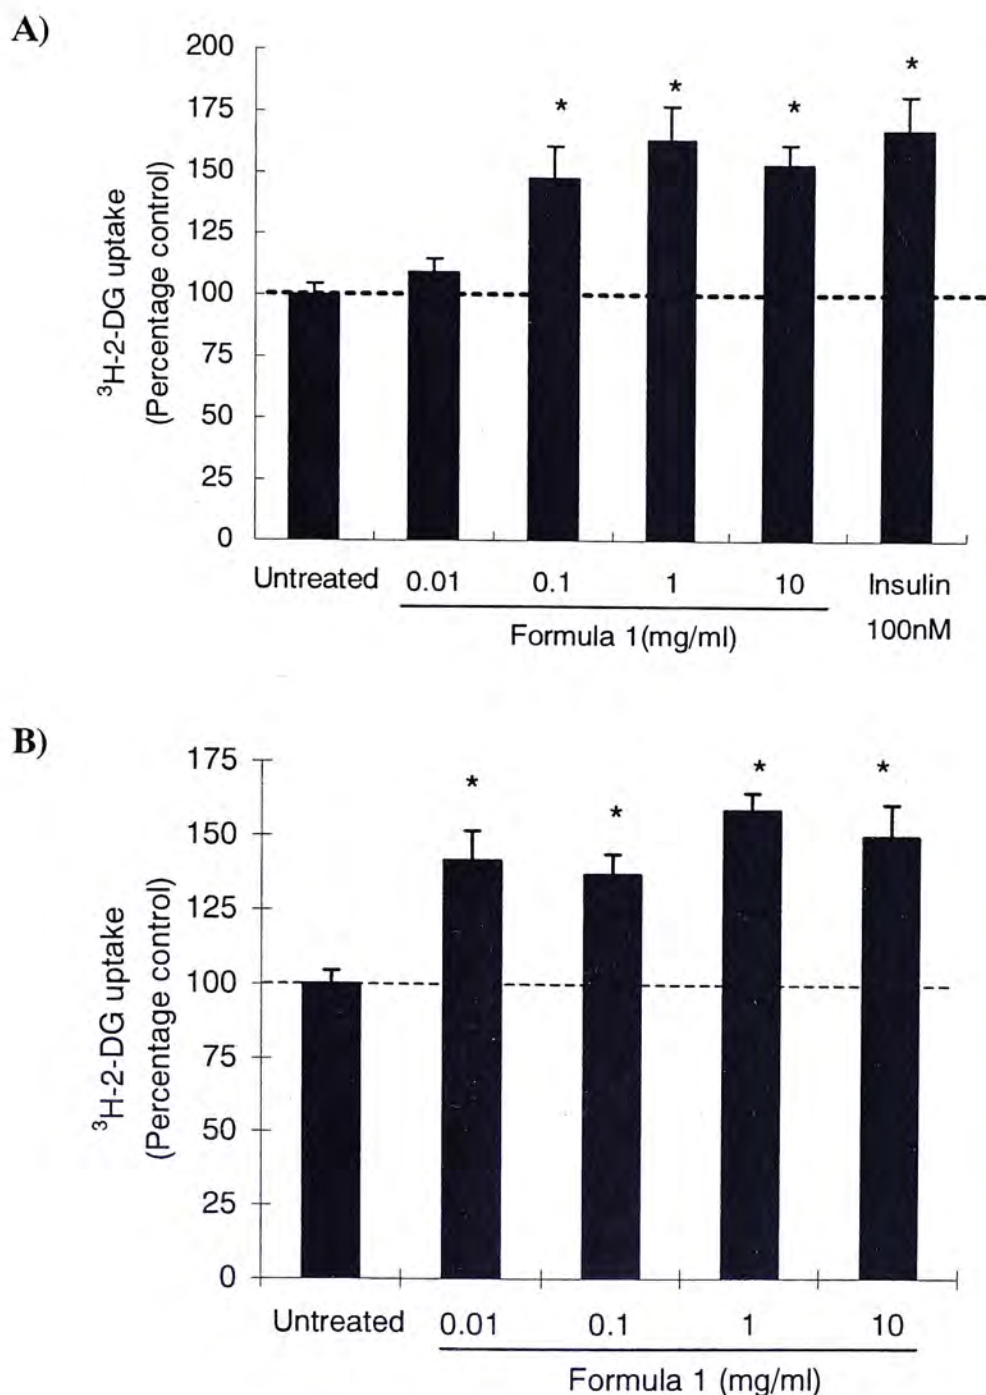 A)
³H-2-DG uptake
(Percentage control)
200
175
150
125
100
75
50
25
0
* * * *
Untreated 0.01 0.1 1 10 Insulin
100nM
Formula 1(mg/ml)
B)
³H-2-DG uptake
(Percentage control)
175
150
125
100
75
50
25
0
* * * *
Untreated 0.01 0.1 1 10
Formula 1 (mg/ml)